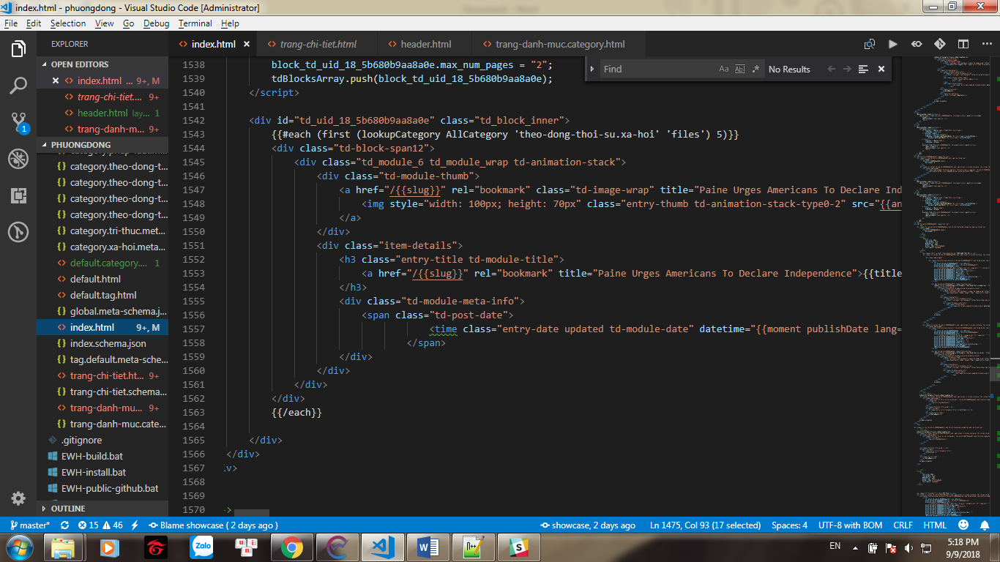 index.html - phuongdong - Visual Studio Code [Administrator]
File Edit Selection View Go Debug Terminal Help
EXPLORER
index.html × trang-chi-tiet.html header.html trang-danh-muc.category.html
OPEN EDITORS
× index.html ... 9+, M
trang-chi-tiet.... 9+
header.html lay... 1
trang-danh-m... 9+
PHUONGDONG
category.theo-dong-t...
category.theo-dong-t...
category.theo-dong-t...
category.theo-dong-t...
category.tri-thuc.met...
category.xa-hoi.meta...
default.category.... 1
default.html
default.tag.html
global.meta-schema.j...
index.html 9+, M
index.schema.json
tag.default.meta-sche...
trang-chi-tiet.ht... 9+
trang-chi-tiet.schema...
trang-danh-mu... 9+
trang-danh-muc.cate...
.gitignore
EWH-build.bat
EWH-install.bat
EWH-public-github.bat
OUTLINE
Find Aa Abl .* No Results
1538 block_td_uid_18_5b680b9aa8a0e.max_num_pages = "2";
1539 tdBlocksArray.push(block_td_uid_18_5b680b9aa8a0e);
1540 </script>
1541
1542 <div id="td_uid_18_5b680b9aa8a0e" class="td_block_inner">
1543 {{#each (first (lookupCategory AllCategory 'theo-dong-thoi-su.xa-hoi' 'files') 5)}}
1544 <div class="td-block-span12">
1545 <div class="td_module_6 td_module_wrap td-animation-stack">
1546 <div class="td-module-thumb">
1547 <a href="/{{slug}}" rel="bookmark" class="td-image-wrap" title="Paine Urges Americans To Declare Ind
1548 <img style="width: 100px; height: 70px" class="entry-thumb td-animation-stack-type0-2" src="{{an
1549 </a>
1550 </div>
1551 <div class="item-details">
1552 <h3 class="entry-title td-module-title">
1553 <a href="/{{slug}}" rel="bookmark" title="Paine Urges Americans To Declare Independence">{{title
1554 </h3>
1555 <div class="td-module-meta-info">
1556 <span class="td-post-date">
1557 <time class="entry-date updated td-module-date" datetime="{{moment publishDate lang=
1558 </span>
1559 </div>
1560 </div>
1561 </div>
1562 </div>
1563 {{/each}}
1564
1565 </div>
1566 </div>
1567 iv>
1568
1569
1570 ->
master* 15 46 Blame showcase ( 2 days ago ) showcase, 2 days ago Ln 1475, Col 93 (17 selected) Spaces: 4 UTF-8 with BOM CRLF HTML
Zalo
EN
5:18 PM
9/9/2018